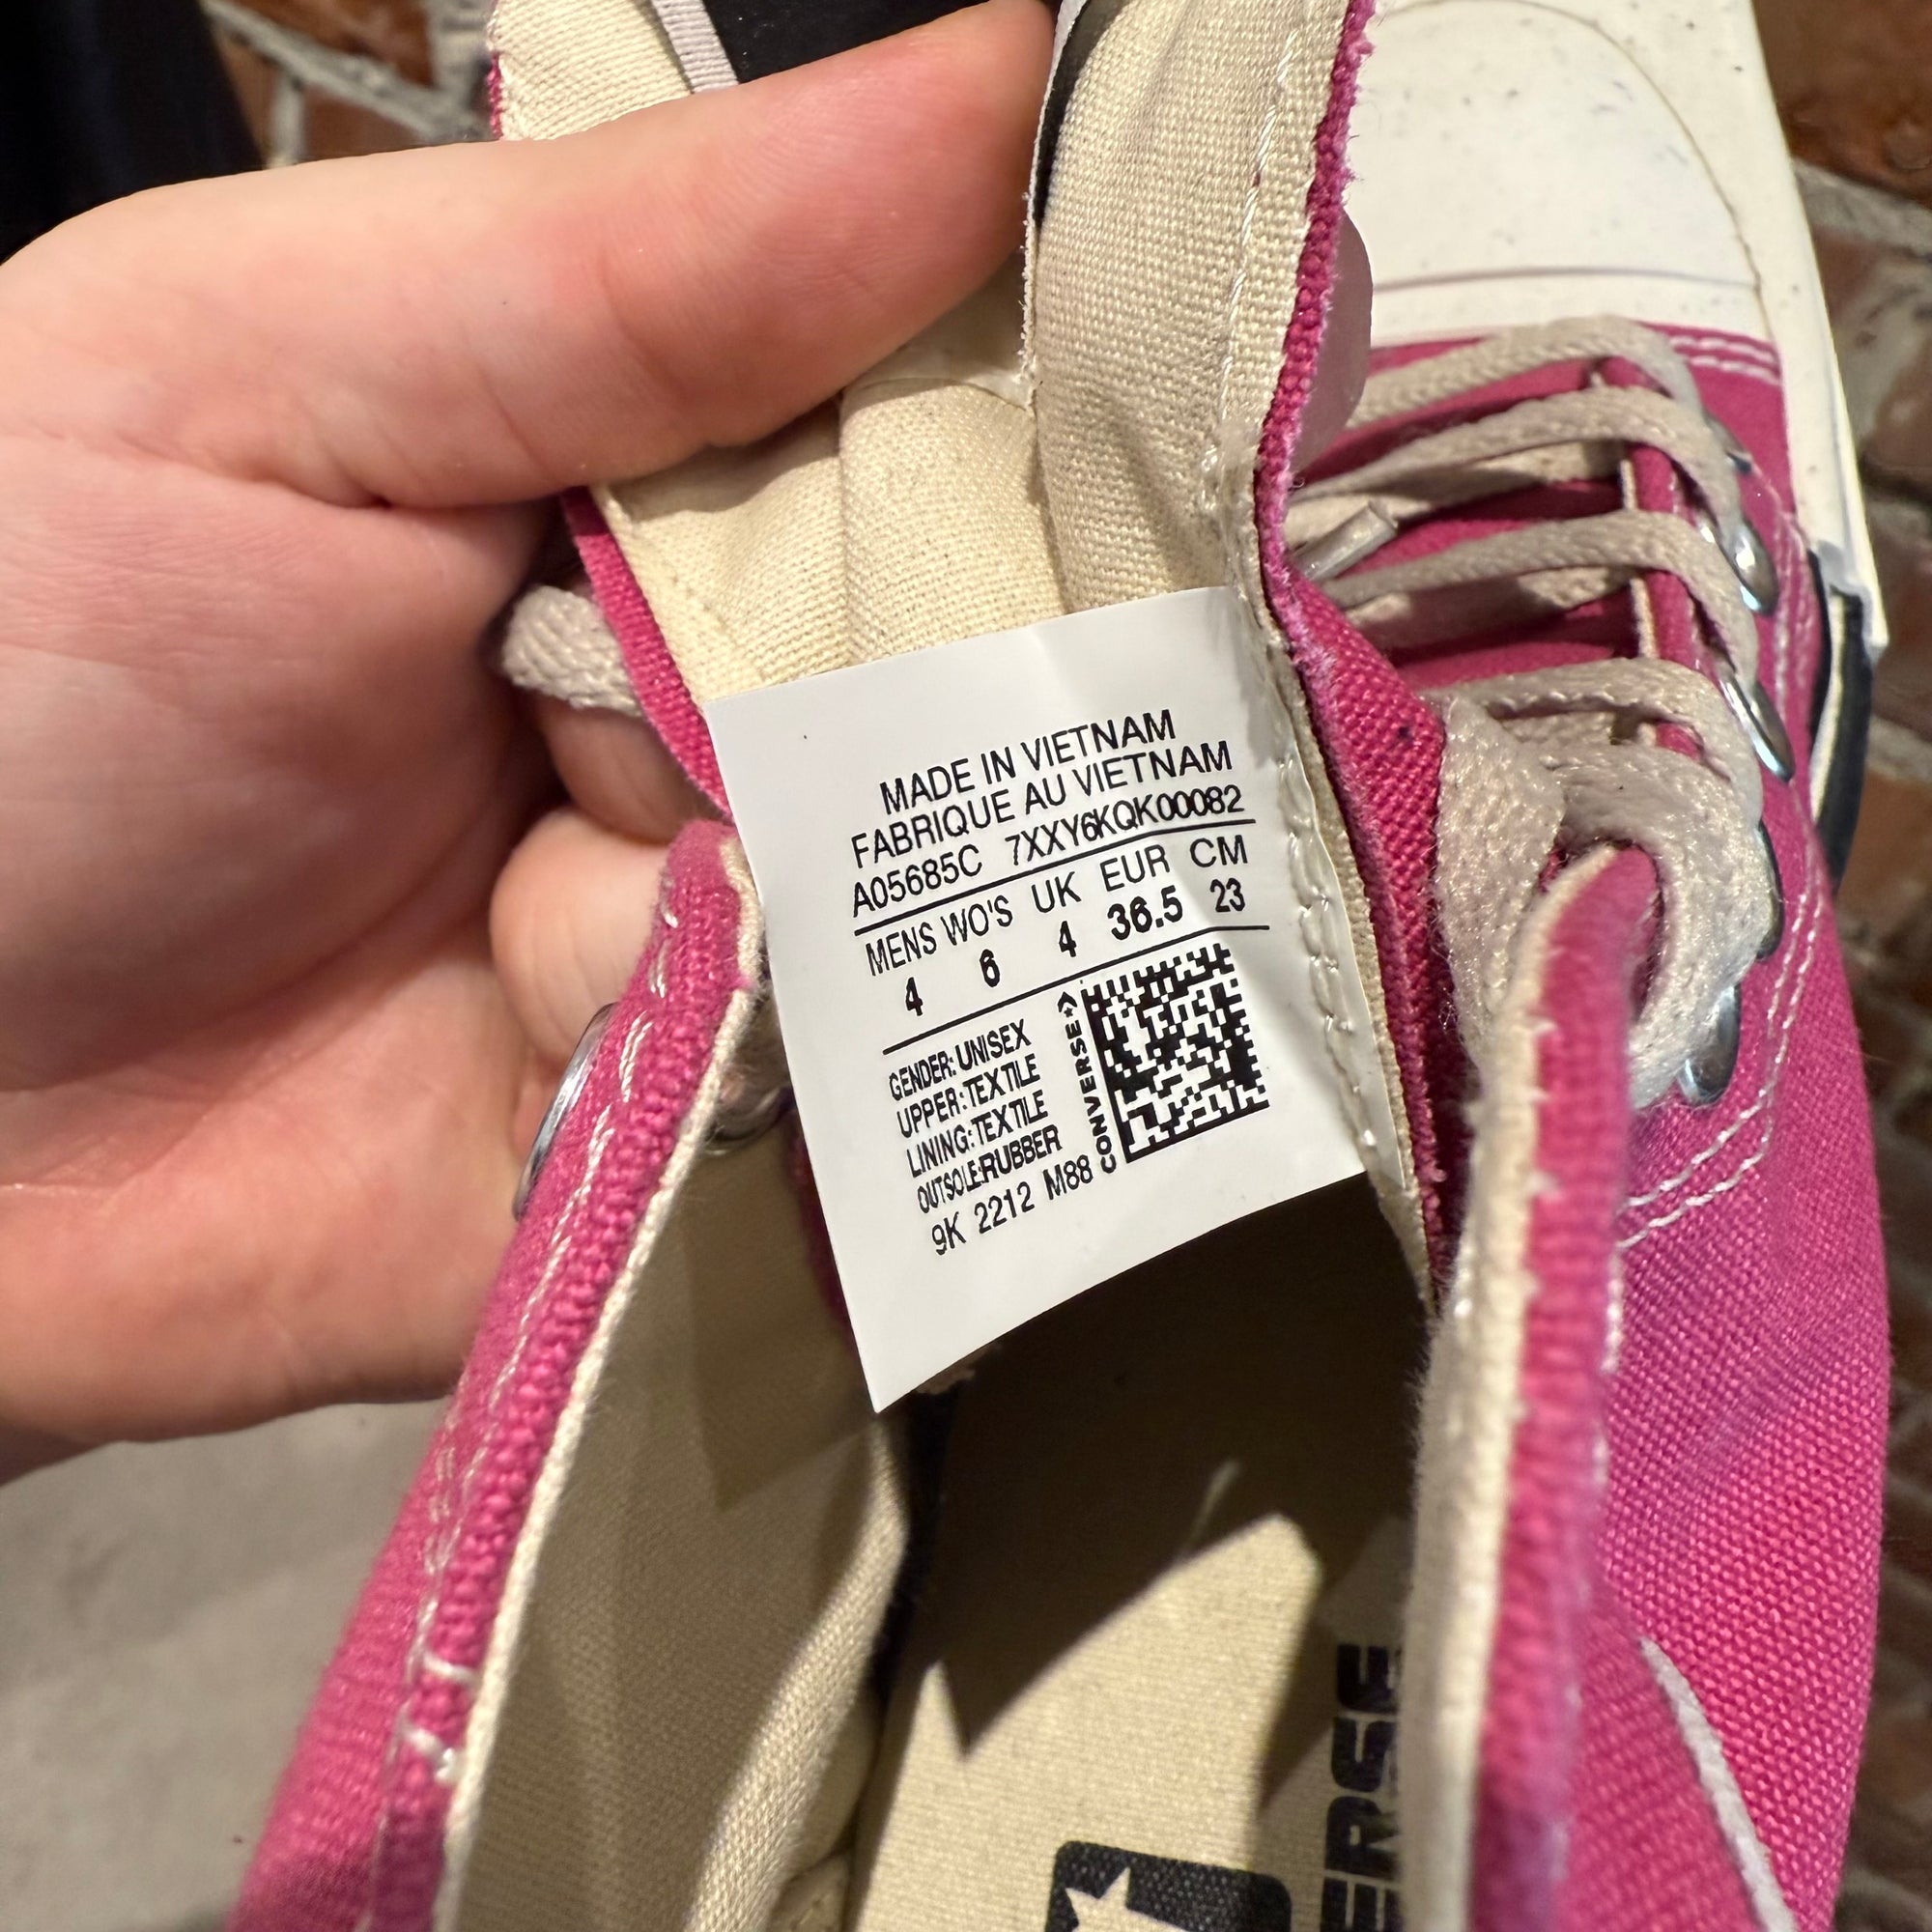 MADE IN VIETNAM
FABRIQUE AU VIETNAM
A05685C 7XXY6KQK00082
MENS WO'S UK EUR CM
4 6 4 36.5 23
GENDER: UNISEX
UPPER: TEXTILE
LINING: TEXTILE
OUTSOLE:RUBBER
9K 2212 M88
CONVERSE
ERSE